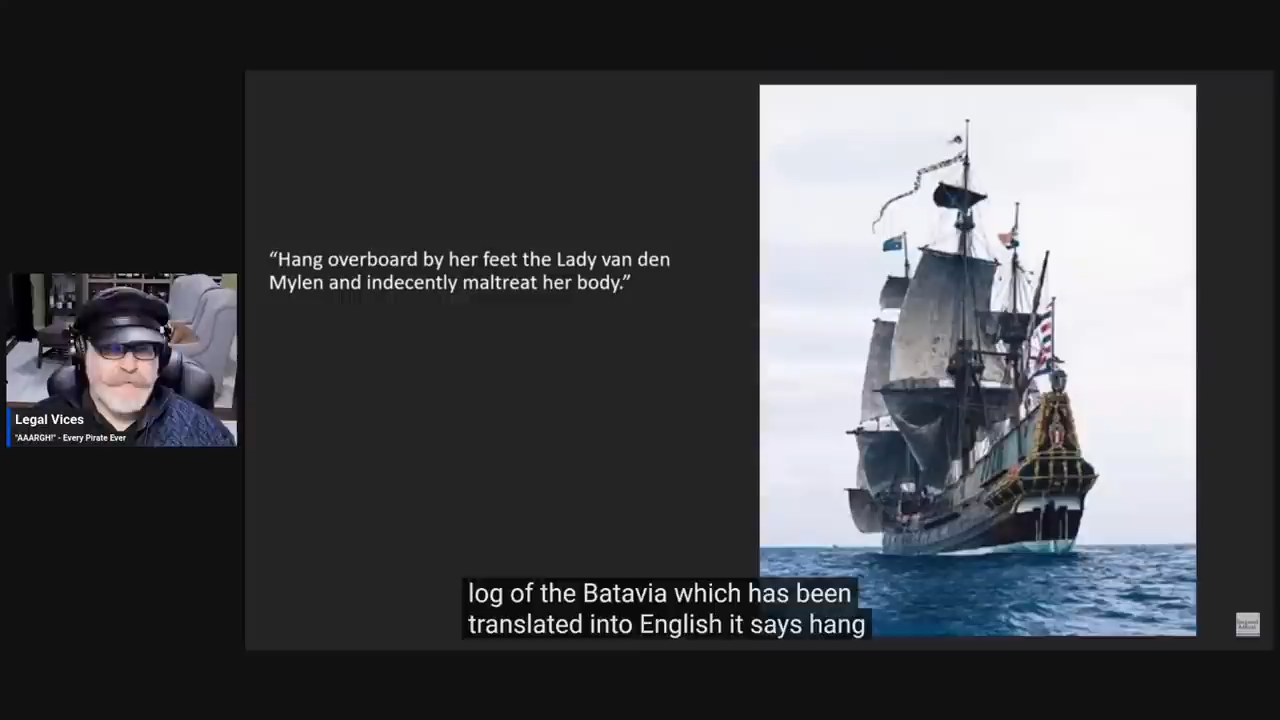 “Hang overboard by her feet the Lady van den
Mylen and indecently maltreat her body.”
Legal Vices
"AAARGH!" - Every Pirate Ever
log of the Batavia which has been
translated into English it says hang